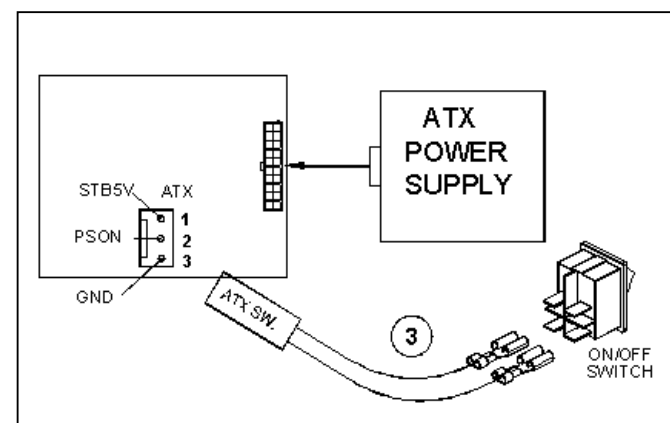 ATX
POWER
SUPPLY
STB5V
ATX
1
PSON
2
3
GND
ATX SW.
3
ON/OFF
SWITCH